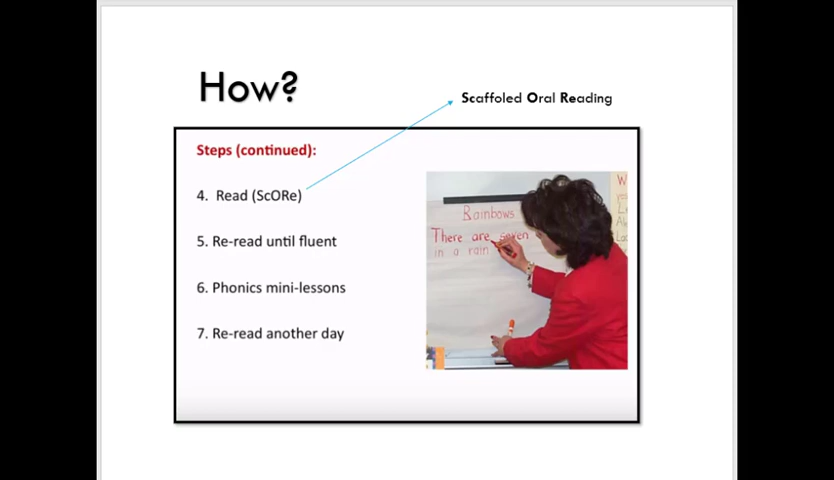 How?
Scaffoled Oral Reading
Steps (continued):
4. Read (ScORe)
5. Re-read until fluent
6. Phonics mini-lessons
7. Re-read another day
Rainbows
There are seven
in a rain
W